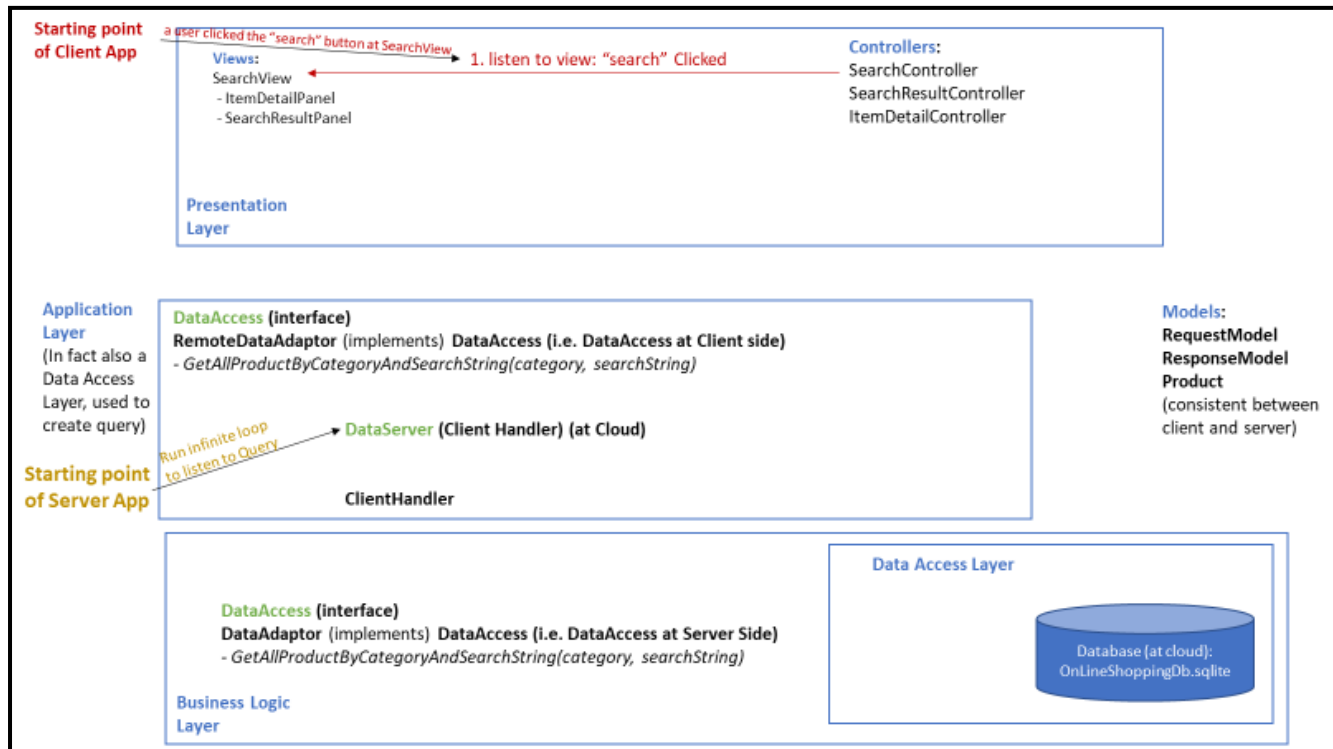 Starting point
of Client App
a user clicked the “search” button at SearchView
1. listen to view: “search” Clicked
Views:
SearchView
- ItemDetailPanel
- SearchResultPanel
Controllers:
SearchController
SearchResultController
ItemDetailController
Presentation
Layer
Application
Layer
(In fact also a
Data Access
Layer, used to
create query)
DataAccess (interface)
RemoteDataAdaptor (implements) DataAccess (i.e. DataAccess at Client side)
- GetAllProductByCategoryAndSearchString(category, searchString)
Models:
RequestModel
ResponseModel
Product
(consistent between
client and server)
Run infinite loop
to listen to Query
DataServer (Client Handler) (at Cloud)
Starting point
of Server App
ClientHandler
Data Access Layer
DataAccess (interface)
DataAdaptor (implements) DataAccess (i.e. DataAccess at Server Side)
- GetAllProductByCategoryAndSearchString(category, searchString)
Database (at cloud):
OnLineShoppingDb.sqlite
Business Logic
Layer